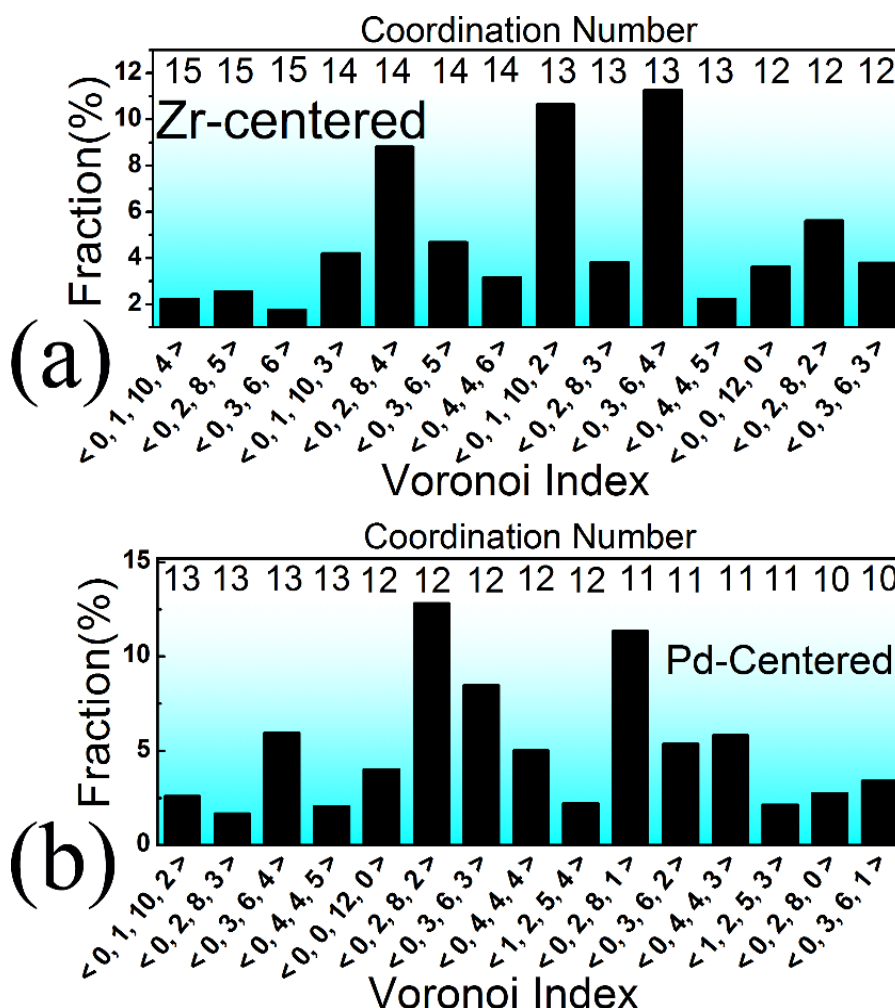 Coordination Number
15 15 15 14 14 14 14 13 13 13 13 12 12 12
Zr-centered
Fraction(%)
12
10
8
6
4
2
(a)
< 0, 1, 10, 4 >
< 0, 2, 8, 5 >
< 0, 3, 6, 6 >
< 0, 1, 10, 3 >
< 0, 2, 8, 4 >
< 0, 3, 6, 5 >
< 0, 4, 4, 6 >
< 0, 1, 10, 2 >
< 0, 2, 8, 3 >
< 0, 3, 6, 4 >
< 0, 4, 4, 5 >
< 0, 0, 12, 0 >
< 0, 2, 8, 2 >
< 0, 3, 6, 3 >
Voronoi Index
Coordination Number
13 13 13 13 12 12 12 12 12 11 11 11 11 10 10
Pd-Centered
Fraction(%)
15
10
5
0
(b)
< 0, 1, 10, 2 >
< 0, 2, 8, 3 >
< 0, 3, 6, 4 >
< 0, 4, 4, 5 >
< 0, 0, 12, 0 >
< 0, 2, 8, 2 >
< 0, 3, 6, 3 >
< 0, 4, 4, 4 >
< 1, 2, 5, 4 >
< 0, 2, 8, 1 >
< 0, 3, 6, 2 >
< 0, 4, 4, 3 >
< 1, 2, 5, 3 >
< 0, 2, 8, 0 >
< 0, 3, 6, 1 >
Voronoi Index